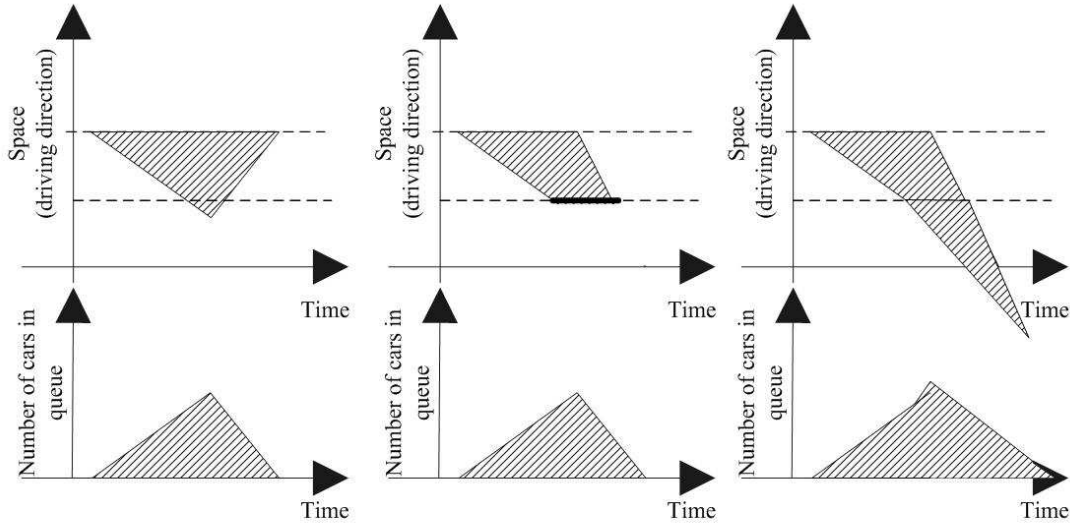 Space
(driving direction)
Time
Space
(driving direction)
Time
Space
(driving direction)
Time
Number of cars in
queue
Time
Number of cars in
queue
Time
Number of cars in
queue
Time